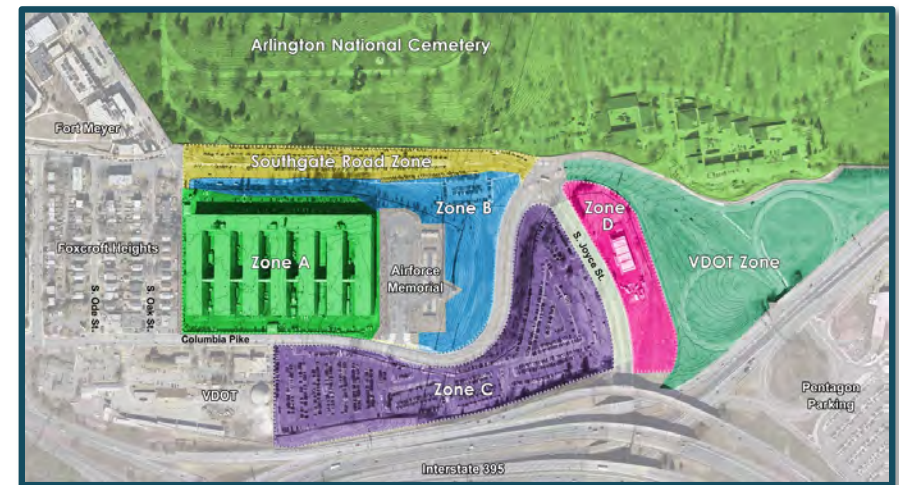 Arlington National Cemetery
Fort Meyer
Southgate Road Zone
Zone B
Zone
D
S. Joyce St.
Foxcroft Heights
Zone A
Airforce
Memorial
VDOT Zone
S. Ode St.
S. Oak St.
Columbia Pike
VDOT
Zone C
Pentagon
Parking
Interstate 395